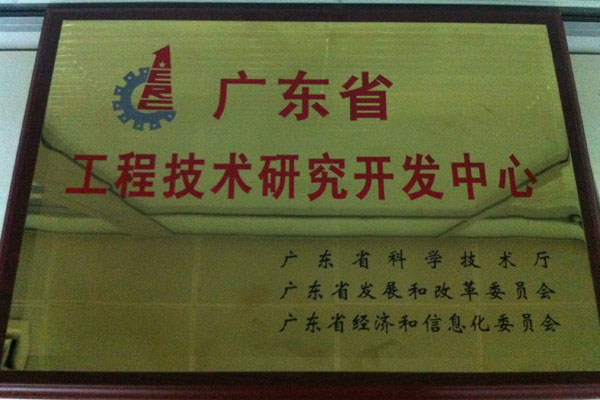 ERC
广东省
工程技术研究开发中心
广东省科学技术厅
广东省发展和改革委员会
广东省经济和信息化委员会